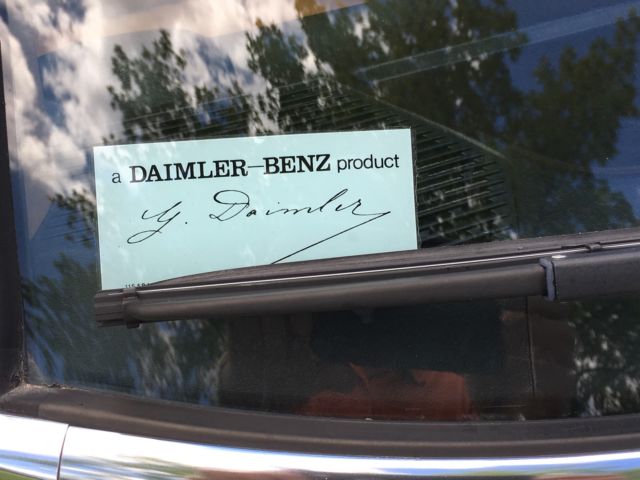 a DAIMLER–BENZ product
G. Daimler